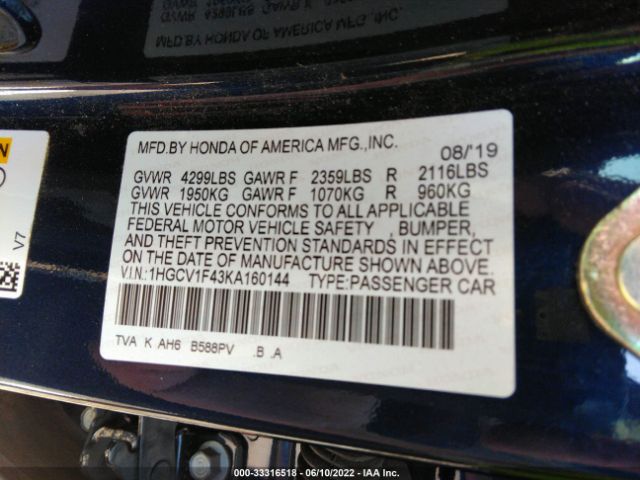 MFD.BY HONDA OF AMERICA MFG.,INC. 08/'19
GVWR 4299LBS GAWR F 2359LBS R 2116LBS
GVWR 1950KG GAWR F 1070KG R 960KG
THIS VEHICLE CONFORMS TO ALL APPLICABLE
FEDERAL MOTOR VEHICLE SAFETY , BUMPER,
AND THEFT PREVENTION STANDARDS IN EFFECT
ON THE DATE OF MANUFACTURE SHOWN ABOVE.
V.I.N.:1HGCV1F43KA160144 TYPE:PASSENGER CAR
TVA K AH6 B588PV .B .A
V7
000-33316518 - 06/10/2022 - IAA Inc.